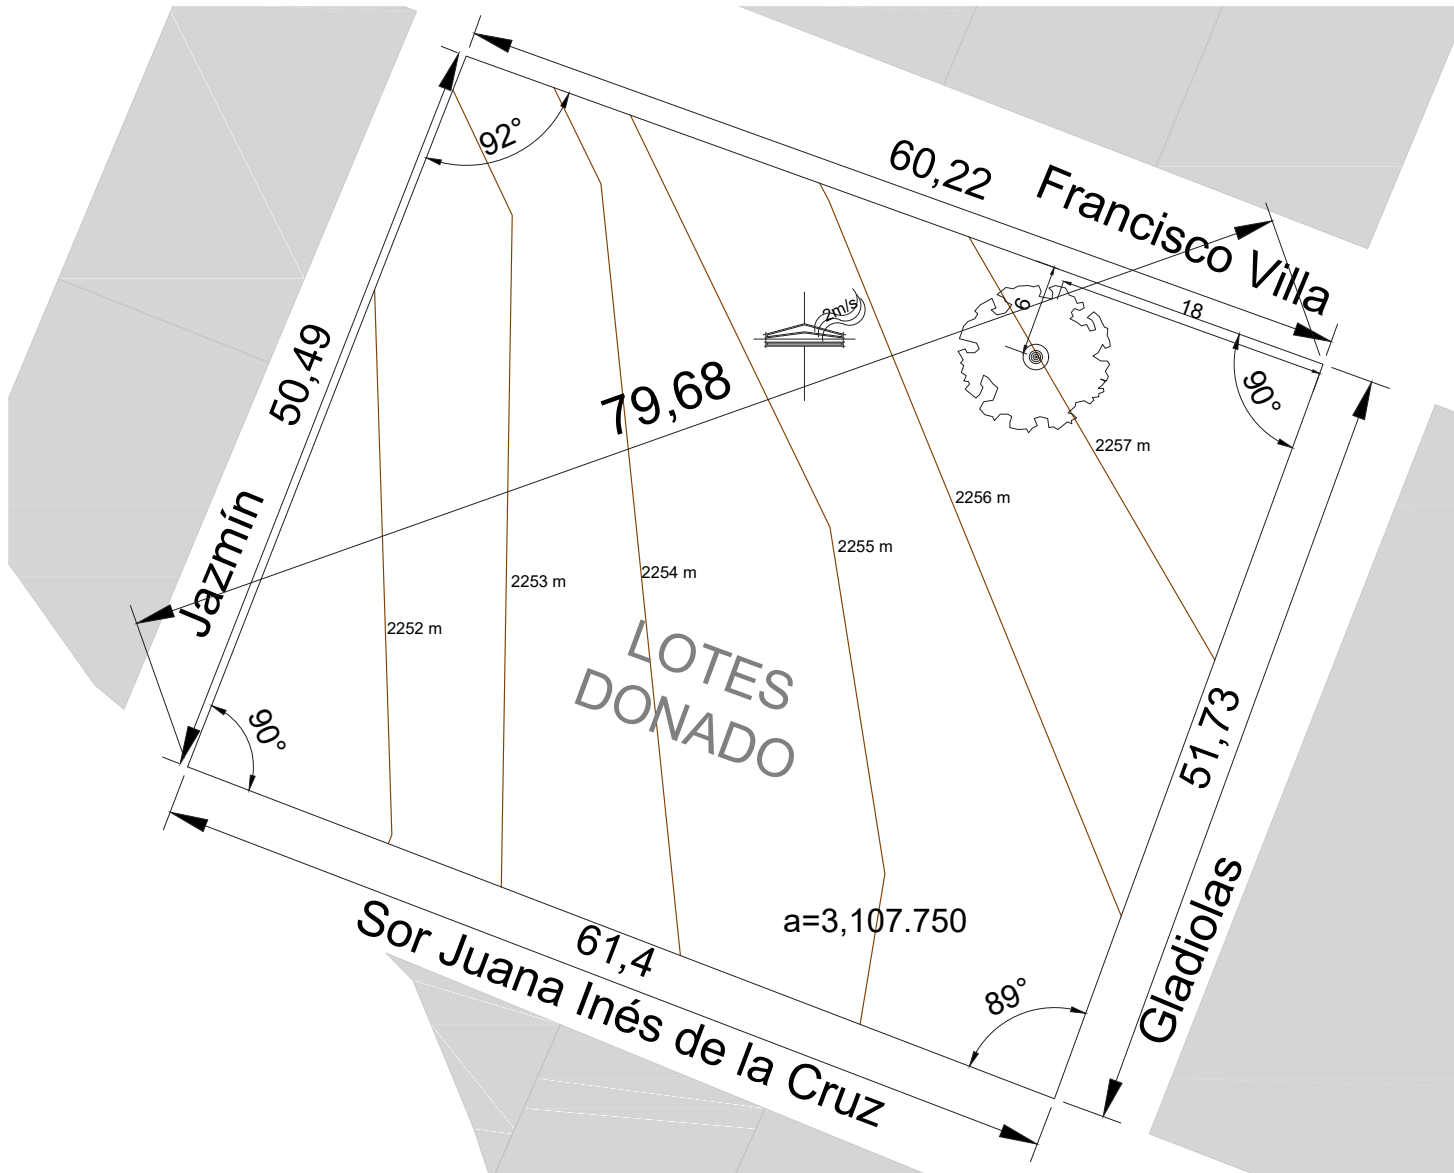 92°
60,22
Francisco Villa
18
6
2m/s
90°
50,49
79,68
2257 m
2256 m
2255 m
2254 m
2253 m
2252 m
Jazmín
LOTES
DONADO
90°
51,73
a=3,107.750
61,4
89°
Sor Juana Inés de la Cruz
Gladiolas